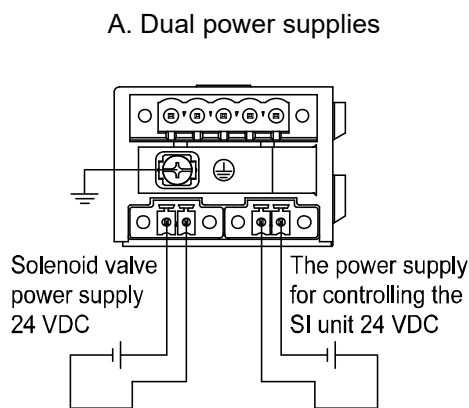 A. Dual power supplies
Solenoid valve
power supply
24 VDC
The power supply
for controlling the
SI unit 24 VDC